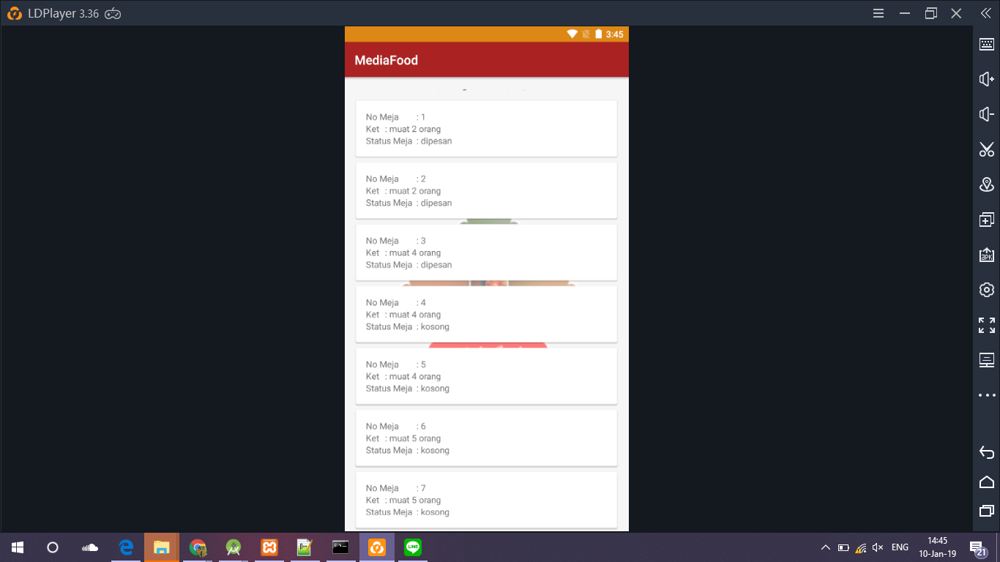 LDPlayer 3.36
3:45
MediaFood
No Meja : 1
Ket : muat 2 orang
Status Meja : dipesan
No Meja : 2
Ket : muat 2 orang
Status Meja : dipesan
No Meja : 3
Ket : muat 4 orang
Status Meja : dipesan
No Meja : 4
Ket : muat 4 orang
Status Meja : kosong
No Meja : 5
Ket : muat 4 orang
Status Meja : kosong
No Meja : 6
Ket : muat 5 orang
Status Meja : kosong
No Meja : 7
Ket : muat 5 orang
Status Meja : kosong
APK
LINE
ENG
14:45
10-Jan-19
21